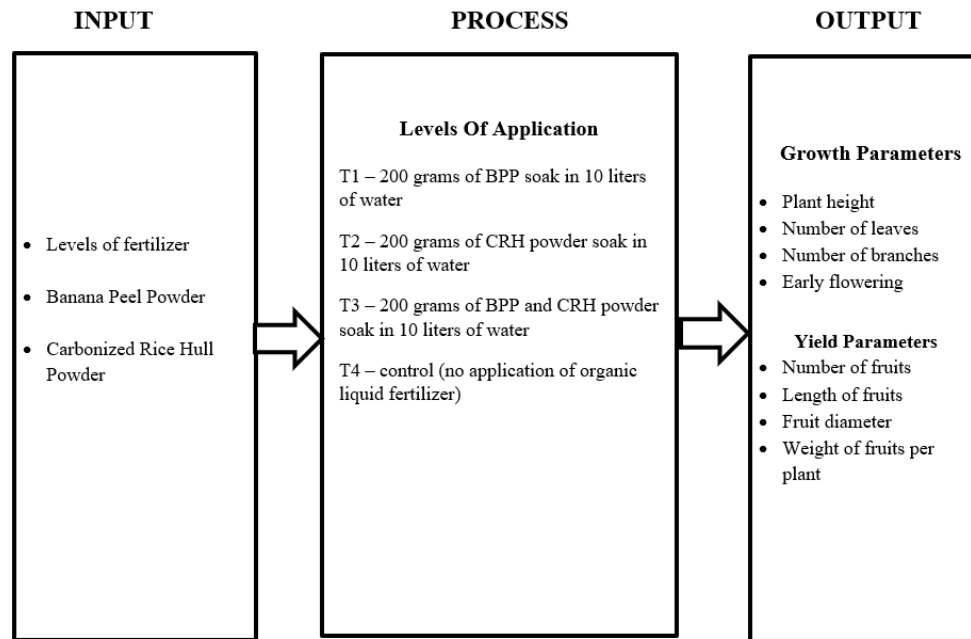 INPUT
PROCESS
OUTPUT
• Levels of fertilizer
• Banana Peel Powder
• Carbonized Rice Hull
Powder
Levels Of Application
T1 – 200 grams of BPP soak in 10 liters
of water
T2 – 200 grams of CRH powder soak in
10 liters of water
T3 – 200 grams of BPP and CRH powder
soak in 10 liters of water
T4 – control (no application of organic
liquid fertilizer)
Growth Parameters
• Plant height
• Number of leaves
• Number of branches
• Early flowering
Yield Parameters
• Number of fruits
• Length of fruits
• Fruit diameter
• Weight of fruits per
plant